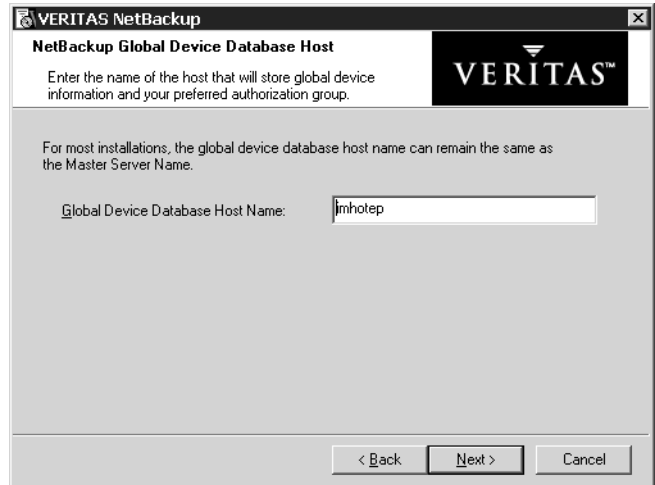 VERITAS NetBackup
NetBackup Global Device Database Host
Enter the name of the host that will store global device
information and your preferred authorization group.
VERITAS™
For most installations, the global device database host name can remain the same as
the Master Server Name.
Global Device Database Host Name: imhotep
< Back Next > Cancel